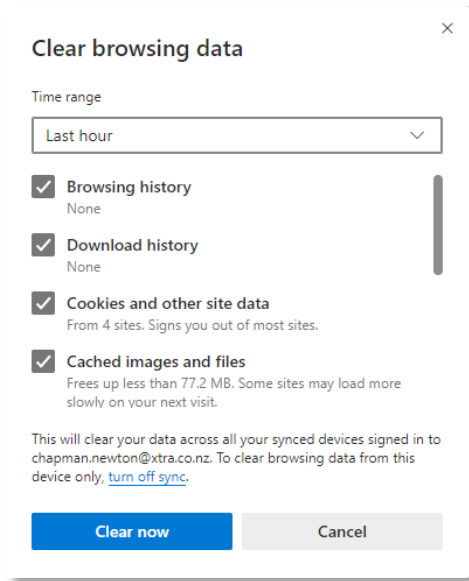 Clear browsing data
Time range
Last hour
Browsing history
None
Download history
None
Cookies and other site data
From 4 sites. Signs you out of most sites.
Cached images and files
Frees up less than 77.2 MB. Some sites may load more
slowly on your next visit.
This will clear your data across all your synced devices signed in to
chapman.newton@xtra.co.nz. To clear browsing data from this
device only, turn off sync.
Clear now
Cancel